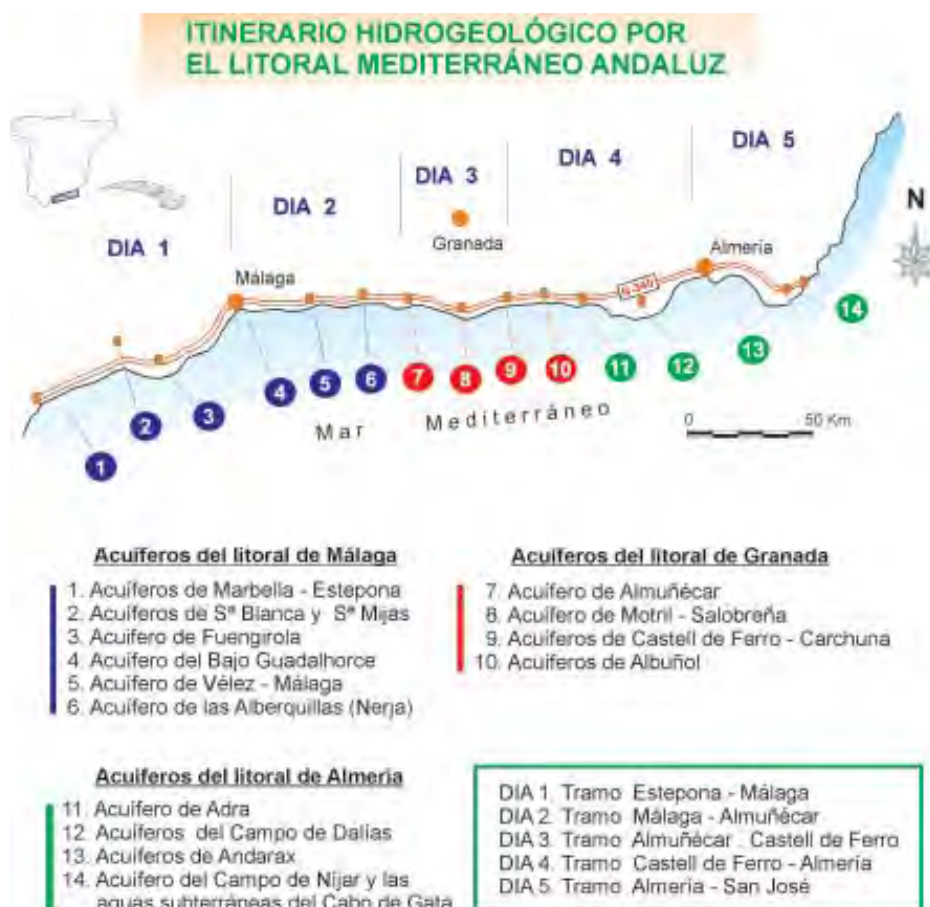 ITINERARIO HIDROGEOLÓGICO POR
EL LITORAL MEDITERRÁNEO ANDALUZ
DIA 1
DIA 2
DIA 3
DIA 4
DIA 5
N
Granada
Málaga
Almería
N-340
1
2
3
4
5
6
7
8
9
10
11
12
13
14
Mar Mediterráneo
0 50 Km
Acuíferos del litoral de Málaga
1. Acuíferos de Marbella - Estepona
2. Acuíferos de Sª Blanca y Sª Mijas
3. Acuífero de Fuengirola
4. Acuífero del Bajo Guadalhorce
5. Acuífero de Vélez - Málaga
6. Acuífero de las Alberquillas (Nerja)
Acuíferos del litoral de Granada
7. Acuífero de Almuñécar
8. Acuífero de Motril - Salobreña
9. Acuíferos de Castell de Ferro - Carchuna
10. Acuíferos de Albuñol
Acuíferos del litoral de Almería
11. Acuífero de Adra
12. Acuíferos del Campo de Dalías
13. Acuíferos de Andarax
14. Acuífero del Campo de Níjar y las
aguas subterráneas del Cabo de Gata
DIA 1. Tramo Estepona - Málaga
DIA 2. Tramo Málaga - Almuñécar
DIA 3. Tramo Almuñécar . Castell de Ferro
DIA 4. Tramo Castell de Ferro - Almería
DIA 5. Tramo Almería - San José